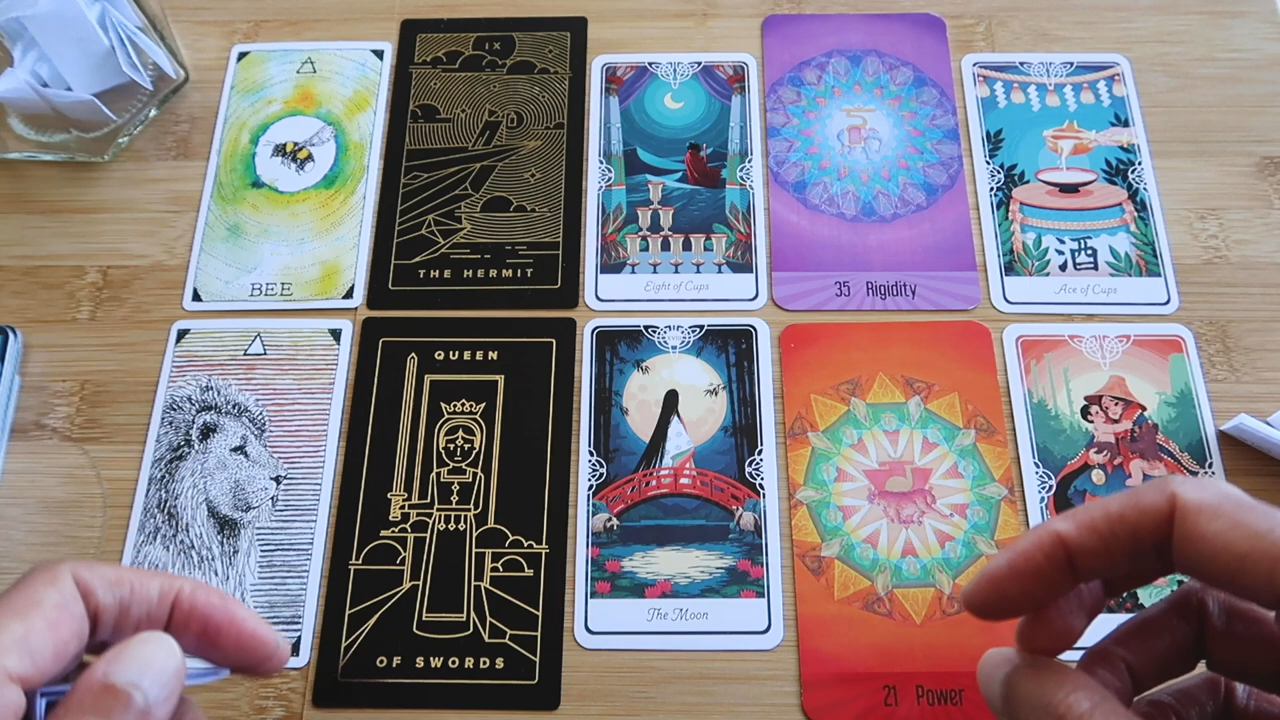 BEE
IX
THE HERMIT
Eight of Cups
35 Rigidity
酒
Ace of Cups
QUEEN
OF SWORDS
XVIII
The Moon
21 Power